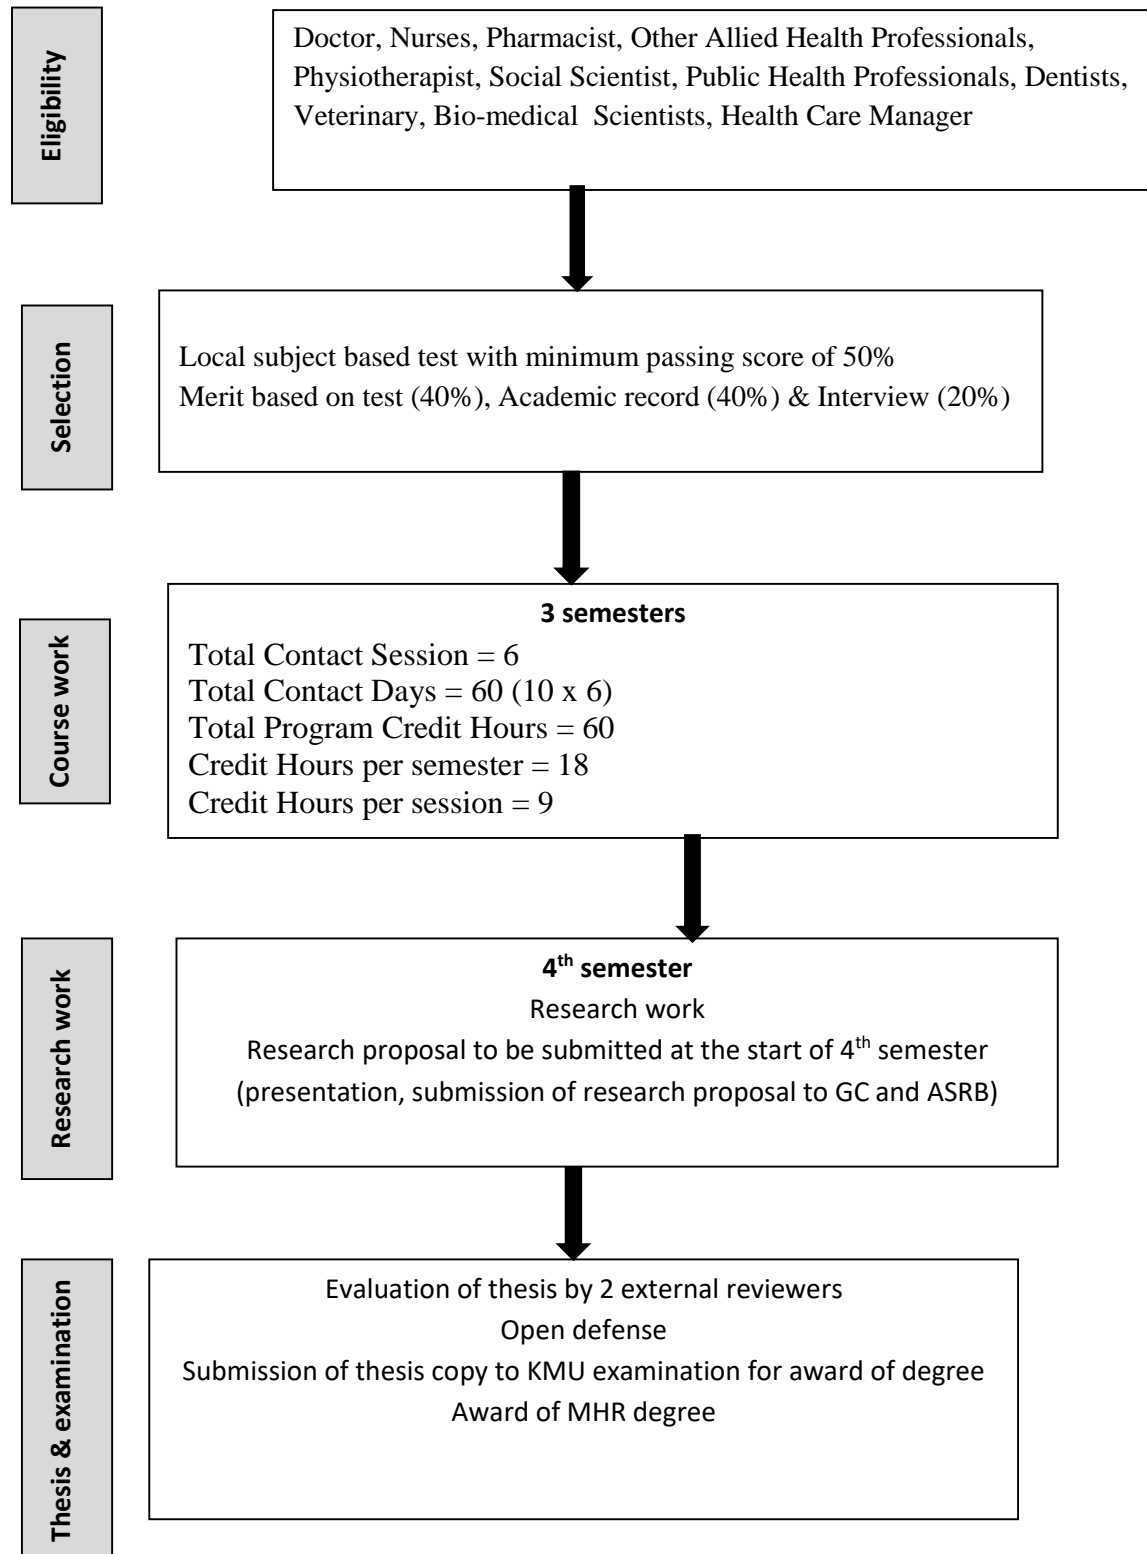 Eligibility
Doctor, Nurses, Pharmacist, Other Allied Health Professionals,
Physiotherapist, Social Scientist, Public Health Professionals, Dentists,
Veterinary, Bio-medical Scientists, Health Care Manager
Selection
Local subject based test with minimum passing score of 50%
Merit based on test (40%), Academic record (40%) & Interview (20%)
Course work
3 semesters
Total Contact Session = 6
Total Contact Days = 60 (10 x 6)
Total Program Credit Hours = 60
Credit Hours per semester = 18
Credit Hours per session = 9
Research work
4th semester
Research work
Research proposal to be submitted at the start of 4th semester
(presentation, submission of research proposal to GC and ASRB)
Thesis & examination
Evaluation of thesis by 2 external reviewers
Open defense
Submission of thesis copy to KMU examination for award of degree
Award of MHR degree